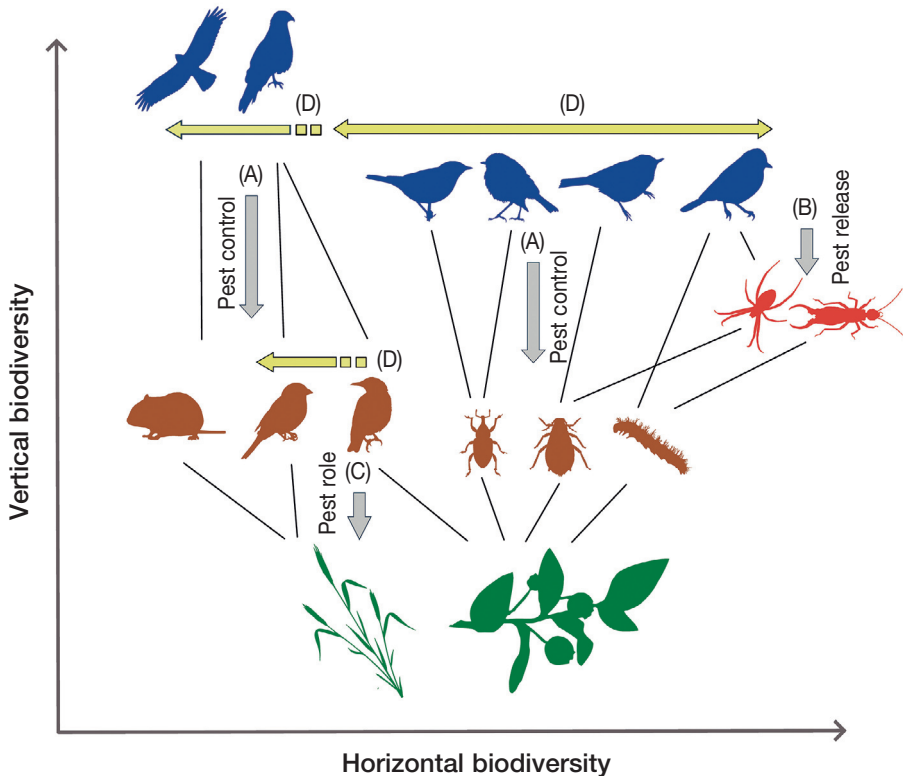 (D)
(D)
(A)
Pest control
(B)
Pest release
(A)
Pest control
(D)
(C)
Pest role
Vertical biodiversity
Horizontal biodiversity